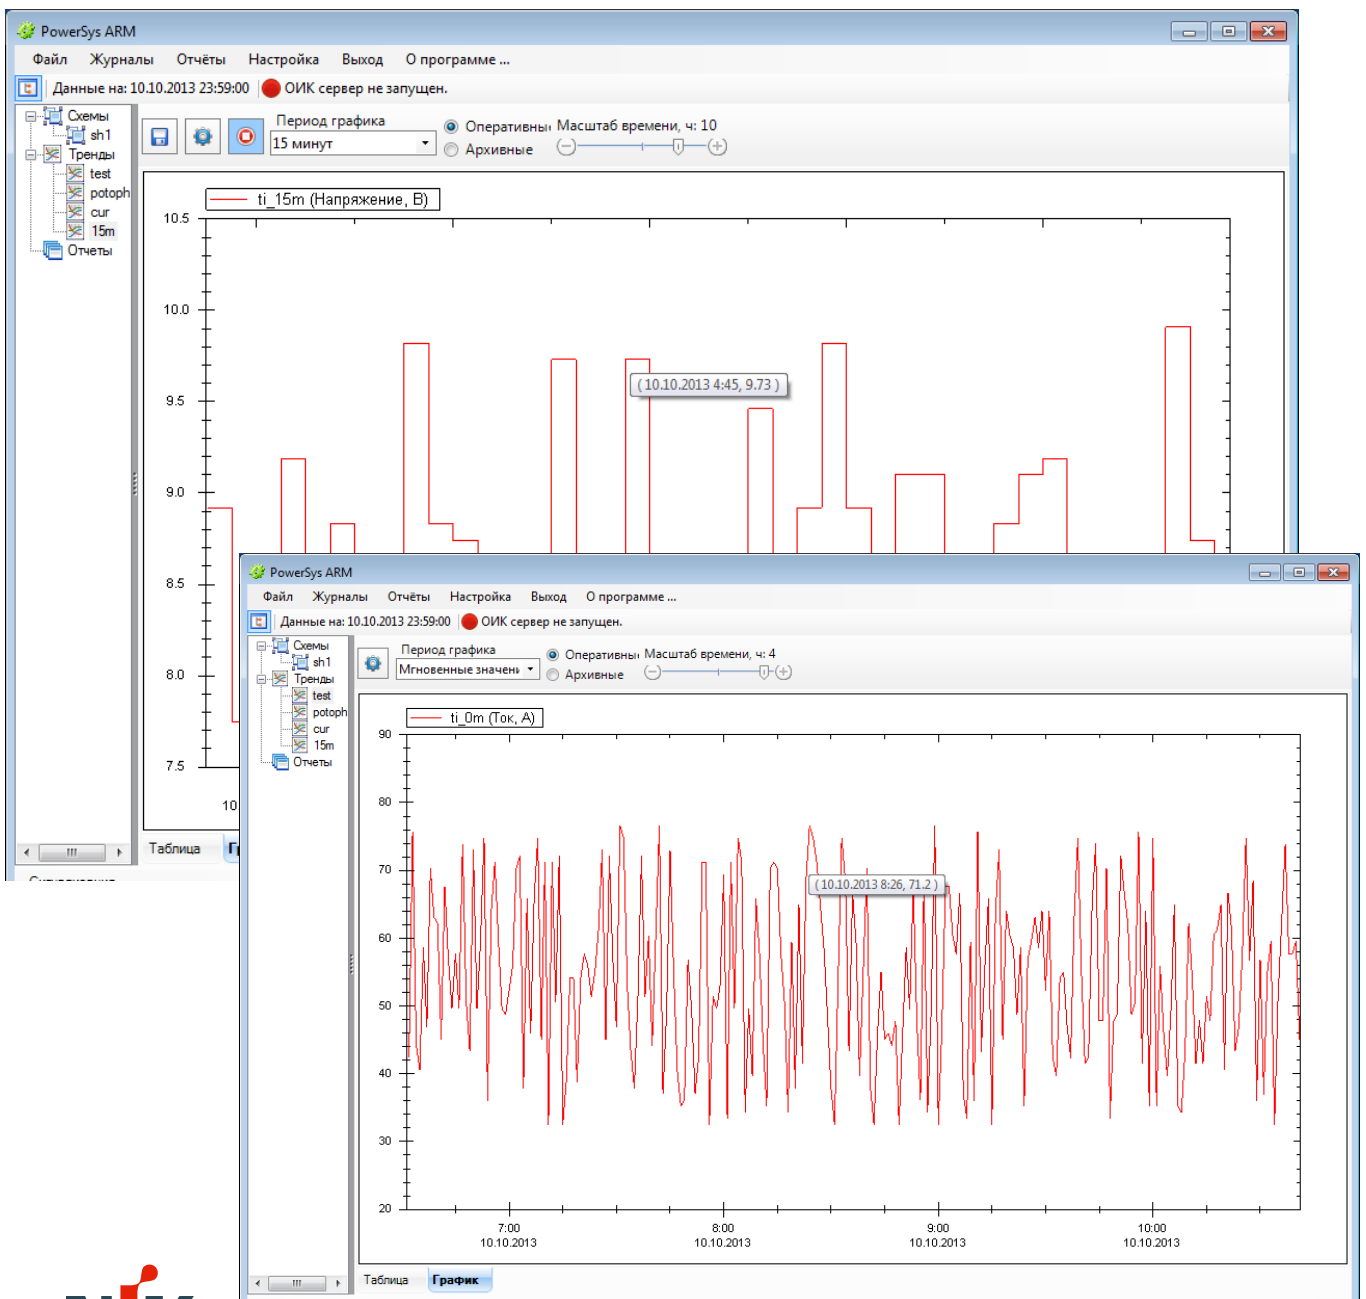 PowerSys ARM
Файл Журналы Отчёты Настройка Выход О программе ...
Данные на: 10.10.2013 23:59:00 ОИК сервер не запущен.
Схемы
sh1
Тренды
test
potoph
cur
15m
Отчеты
Период графика
15 минут
Оперативны
Архивные
Масштаб времени, ч: 10
ti_15m (Напряжение, В)
10.5
10.0
9.5
9.0
8.5
8.0
7.5
( 10.10.2013 4:45, 9.73 )
10.
Таблица Гр
PowerSys ARM
Файл Журналы Отчёты Настройка Выход О программе ...
Данные на: 10.10.2013 23:59:00 ОИК сервер не запущен.
Схемы
sh1
Тренды
test
potoph
cur
15m
Отчеты
Период графика
Мгновенные значени
Оперативны
Архивные
Масштаб времени, ч: 4
ti_0m (Ток, А)
90
80
70
60
50
40
30
20
( 10.10.2013 8:26, 71.2 )
7:00 8:00 9:00 10:00
10.10.2013 10.10.2013 10.10.2013 10.10.2013
Таблица График